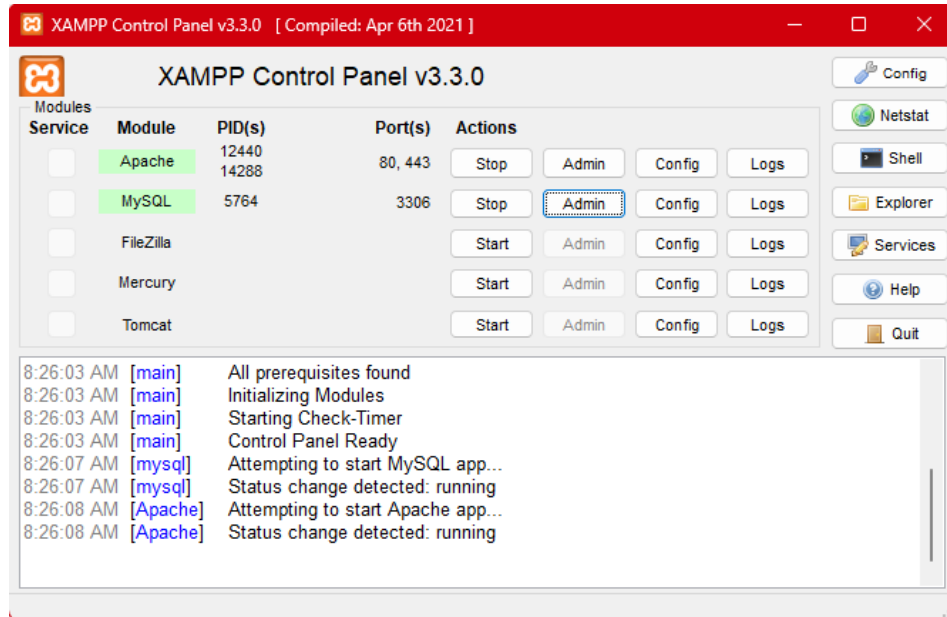 XAMPP Control Panel v3.3.0 [ Compiled: Apr 6th 2021 ]
XAMPP Control Panel v3.3.0
Config
Modules
Netstat
Service Module PID(s) Port(s) Actions
Apache 12440 14288 80, 443 Stop Admin Config Logs
Shell
MySQL 5764 3306 Stop Admin Config Logs
Explorer
FileZilla Start Admin Config Logs
Services
Mercury Start Admin Config Logs
Help
Tomcat Start Admin Config Logs
Quit
8:26:03 AM [main] All prerequisites found
8:26:03 AM [main] Initializing Modules
8:26:03 AM [main] Starting Check-Timer
8:26:03 AM [main] Control Panel Ready
8:26:07 AM [mysql] Attempting to start MySQL app...
8:26:07 AM [mysql] Status change detected: running
8:26:08 AM [Apache] Attempting to start Apache app...
8:26:08 AM [Apache] Status change detected: running